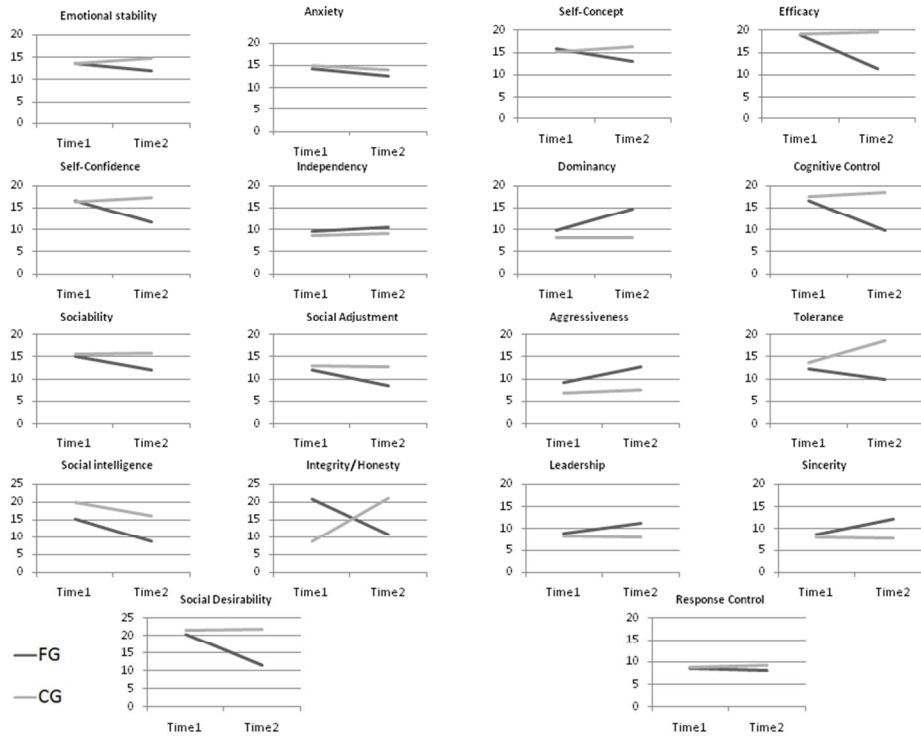 Emotional stability
20
15
10
5
0
Time1 Time2
Anxiety
20
15
10
5
0
Time1 Time2
Self-Concept
20
15
10
5
0
Time1 Time2
Efficacy
20
15
10
5
0
Time1 Time2
Self-Confidence
20
15
10
5
0
Time1 Time2
Independency
20
15
10
5
0
Time1 Time2
Dominancy
20
15
10
5
0
Time1 Time2
Cognitive Control
20
15
10
5
0
Time1 Time2
Sociability
20
15
10
5
0
Time1 Time2
Social Adjustment
20
15
10
5
0
Time1 Time2
Aggressiveness
20
15
10
5
0
Time1 Time2
Tolerance
20
15
10
5
0
Time1 Time2
Social intelligence
25
20
15
10
5
0
Time1 Time2
Integrity/Honesty
25
20
15
10
5
0
Time1 Time2
Leadership
20
15
10
5
0
Time1 Time2
Sincerity
20
15
10
5
0
Time1 Time2
Social Desirability
25
20
15
10
5
0
Time1 Time2
Response Control
20
15
10
5
0
Time1 Time2
FG
CG